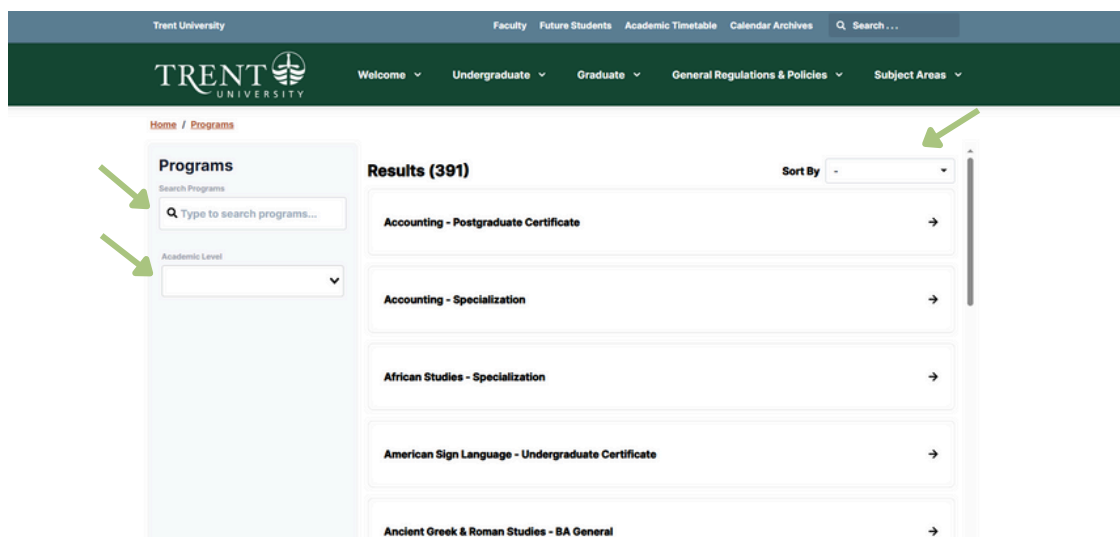 Trent University
Faculty Future Students Academic Timetable Calendar Archives Search ...
TRENT
UNIVERSITY
Welcome Undergraduate Graduate General Regulations & Policies Subject Areas
Home / Programs
Programs
Search Programs
Type to search programs...
Academic Level
Results (391)
Sort By -
Accounting - Postgraduate Certificate
Accounting - Specialization
African Studies - Specialization
American Sign Language - Undergraduate Certificate
Ancient Greek & Roman Studies - BA General